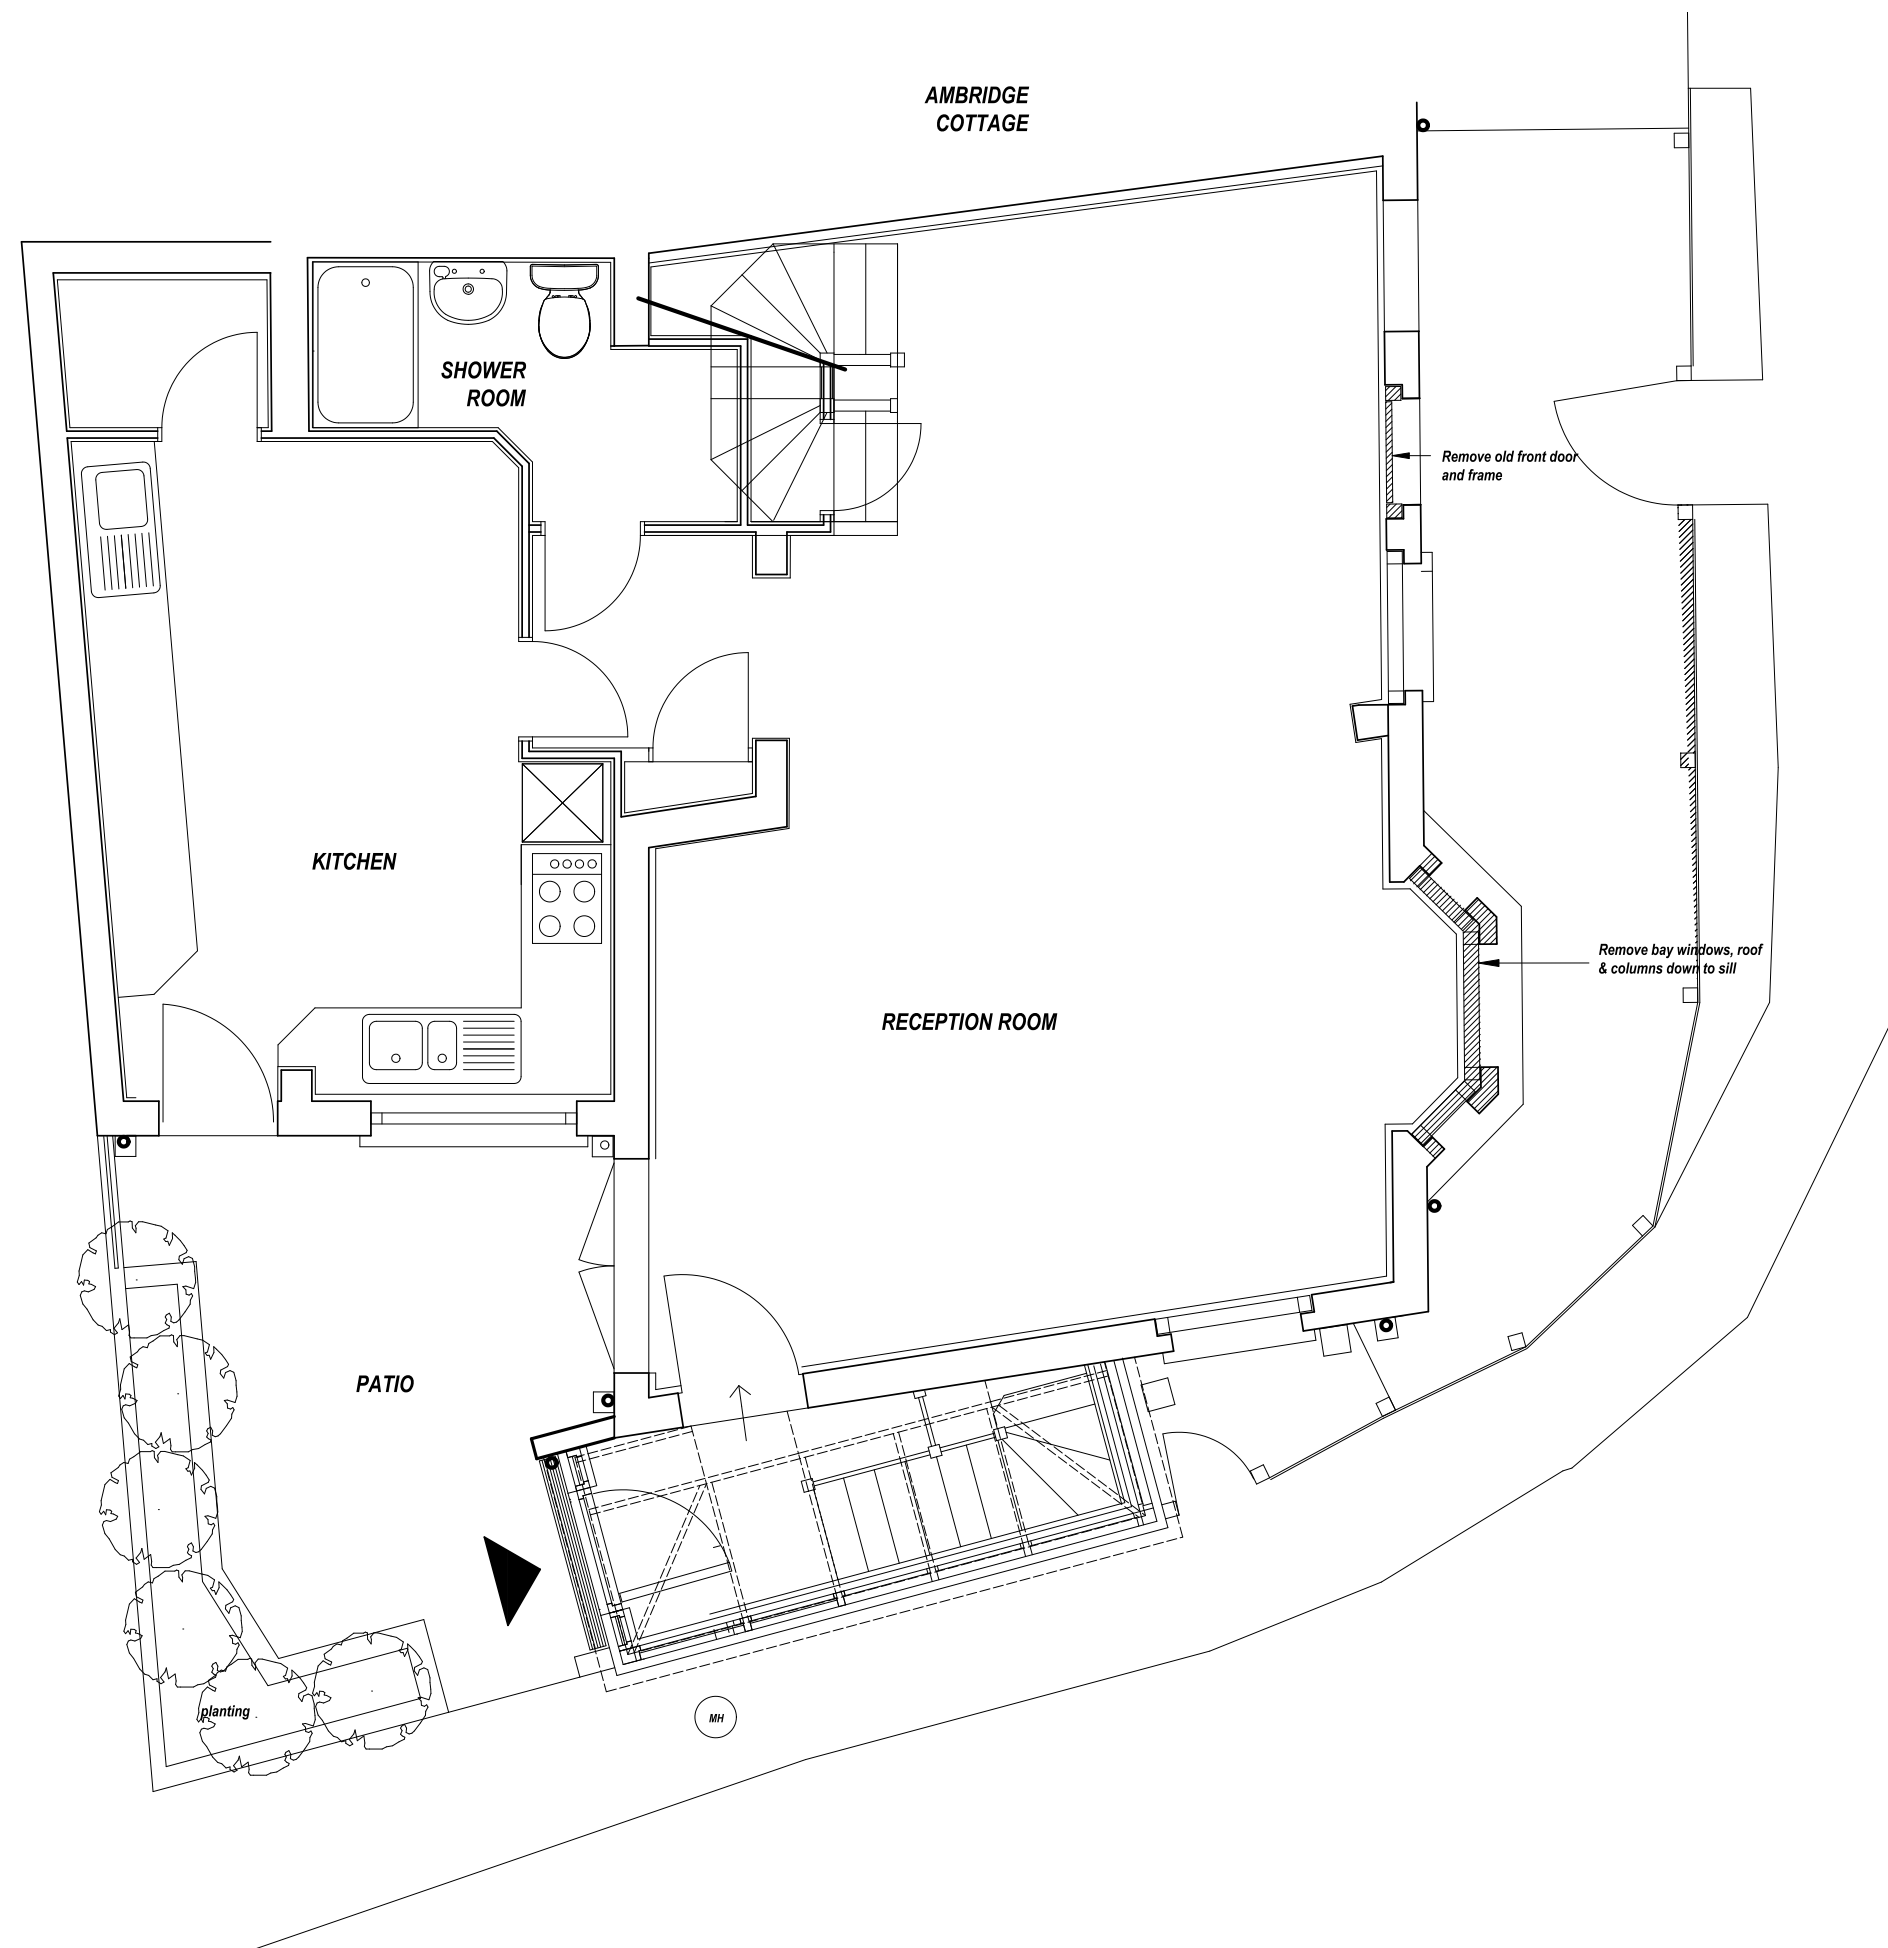 AMBRIDGE
COTTAGE
SHOWER
ROOM
Remove old front door
and frame
KITCHEN
Remove bay windows, roof
& columns down to sill
RECEPTION ROOM
PATIO
planting
MH